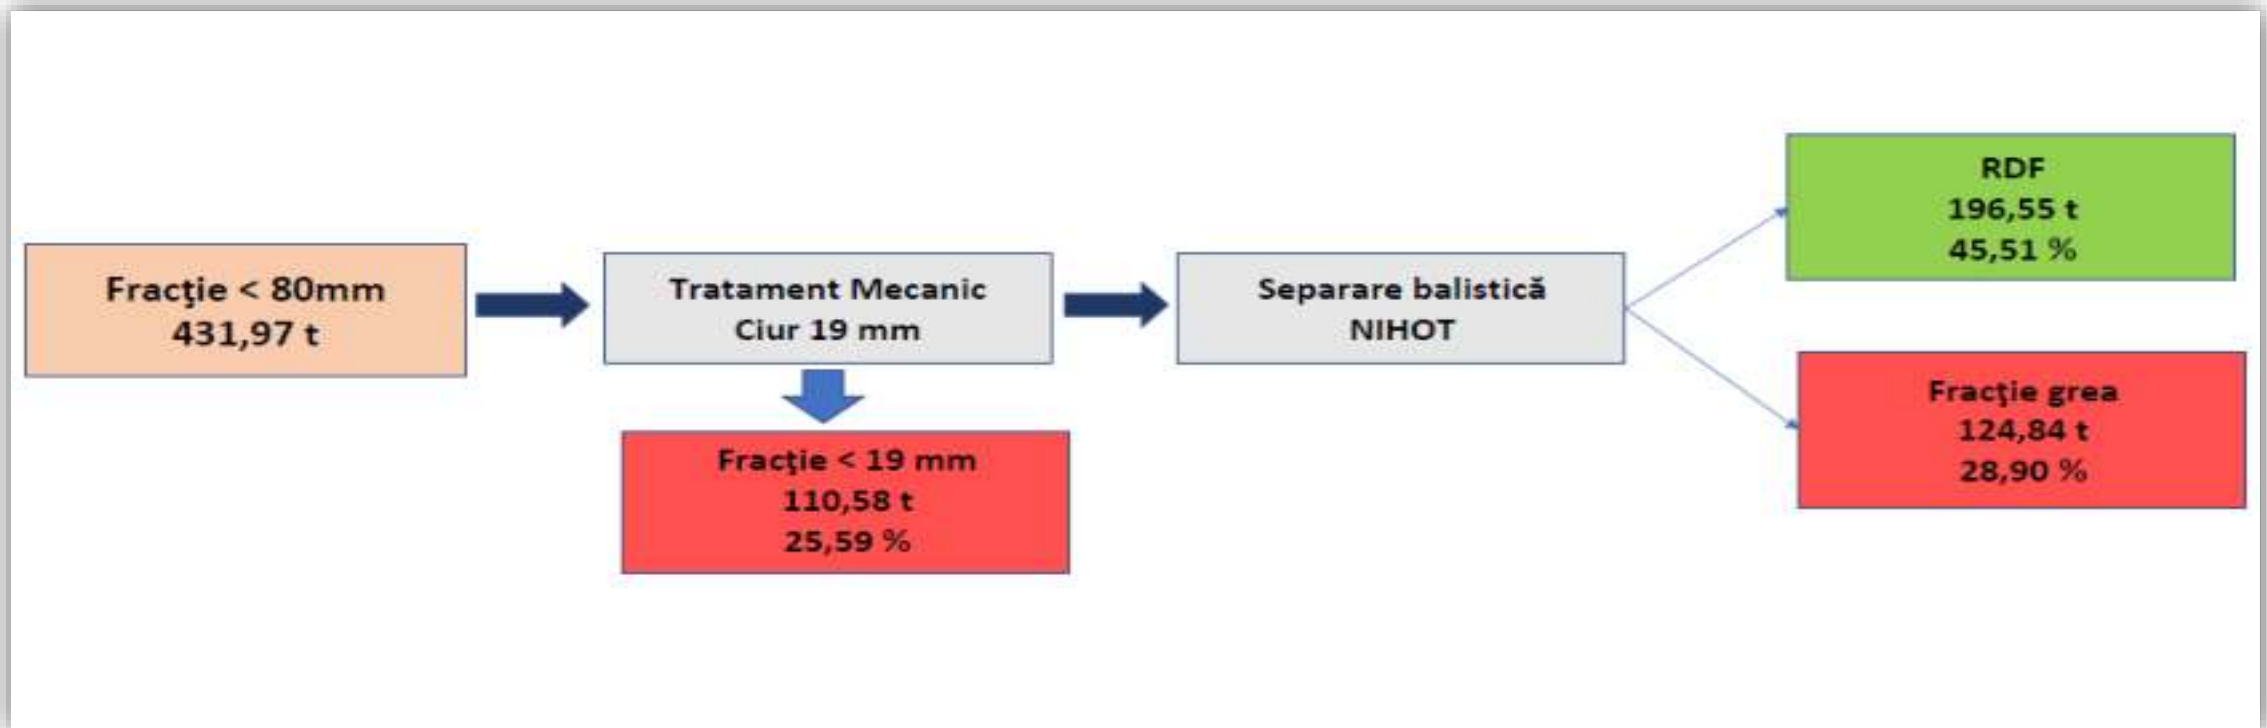 Fracţie < 80mm
431,97 t
Tratament Mecanic
Ciur 19 mm
Fracţie < 19 mm
110,58 t
25,59 %
Separare balistică
NIHOT
RDF
196,55 t
45,51 %
Fracţie grea
124,84 t
28,90 %